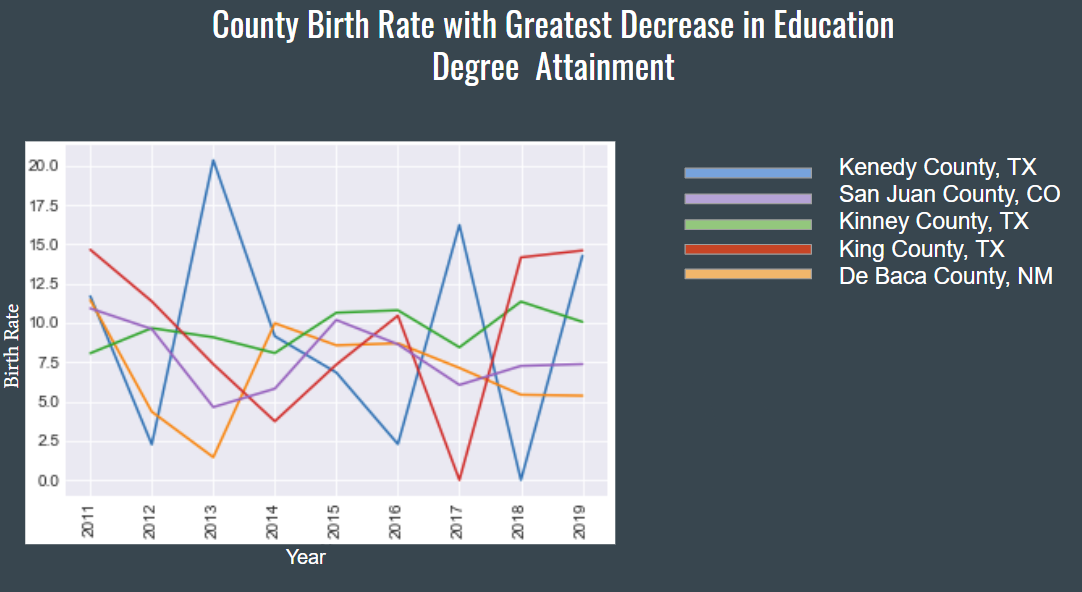 County Birth Rate with Greatest Decrease in Education
Degree Attainment
Kenedy County, TX
San Juan County, CO
Kinney County, TX
King County, TX
De Baca County, NM
Birth Rate
20.0
17.5
15.0
12.5
10.0
7.5
5.0
2.5
0.0
2011
2012
2013
2014
2015
2016
2017
2018
2019
Year